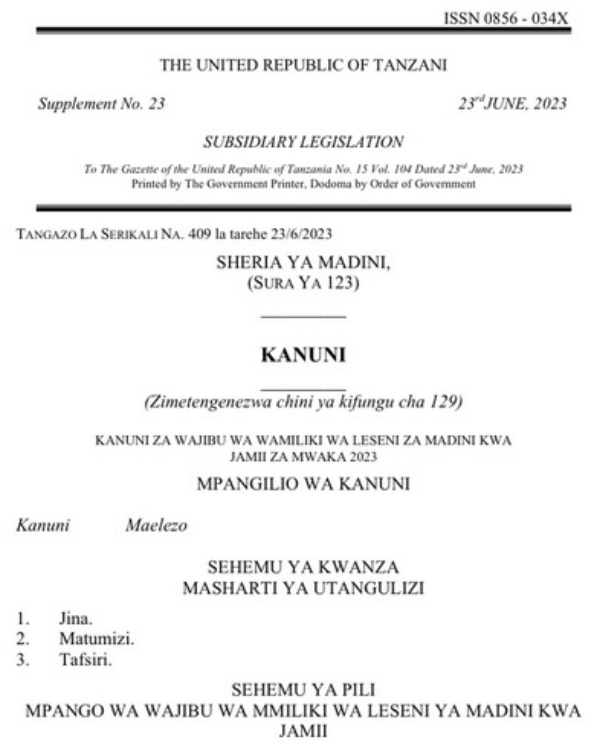 ISSN 0856 - 034X
THE UNITED REPUBLIC OF TANZANI
Supplement No. 23 23rd JUNE, 2023
SUBSIDIARY LEGISLATION
To The Gazette of the United Republic of Tanzania No. 15 Vol. 104 Dated 23rd June, 2023
Printed by The Government Printer, Dodoma by Order of Government
TANGAZO LA SERIKALI NA. 409 la tarehe 23/6/2023
SHERIA YA MADINI,
(SURA YA 123)
KANUNI
(Zimetengenezwa chini ya kifungu cha 129)
KANUNI ZA WAJIBU WA WAMILIKI WA LESENI ZA MADINI KWA
JAMII ZA MWAKA 2023
MPANGILIO WA KANUNI
Kanuni Maelezo
SEHEMU YA KWANZA
MASHARTI YA UTANGULIZI
1. Jina.
2. Matumizi.
3. Tafsiri.
SEHEMU YA PILI
MPANGO WA WAJIBU WA MMILIKI WA LESENI YA MADINI KWA
JAMII